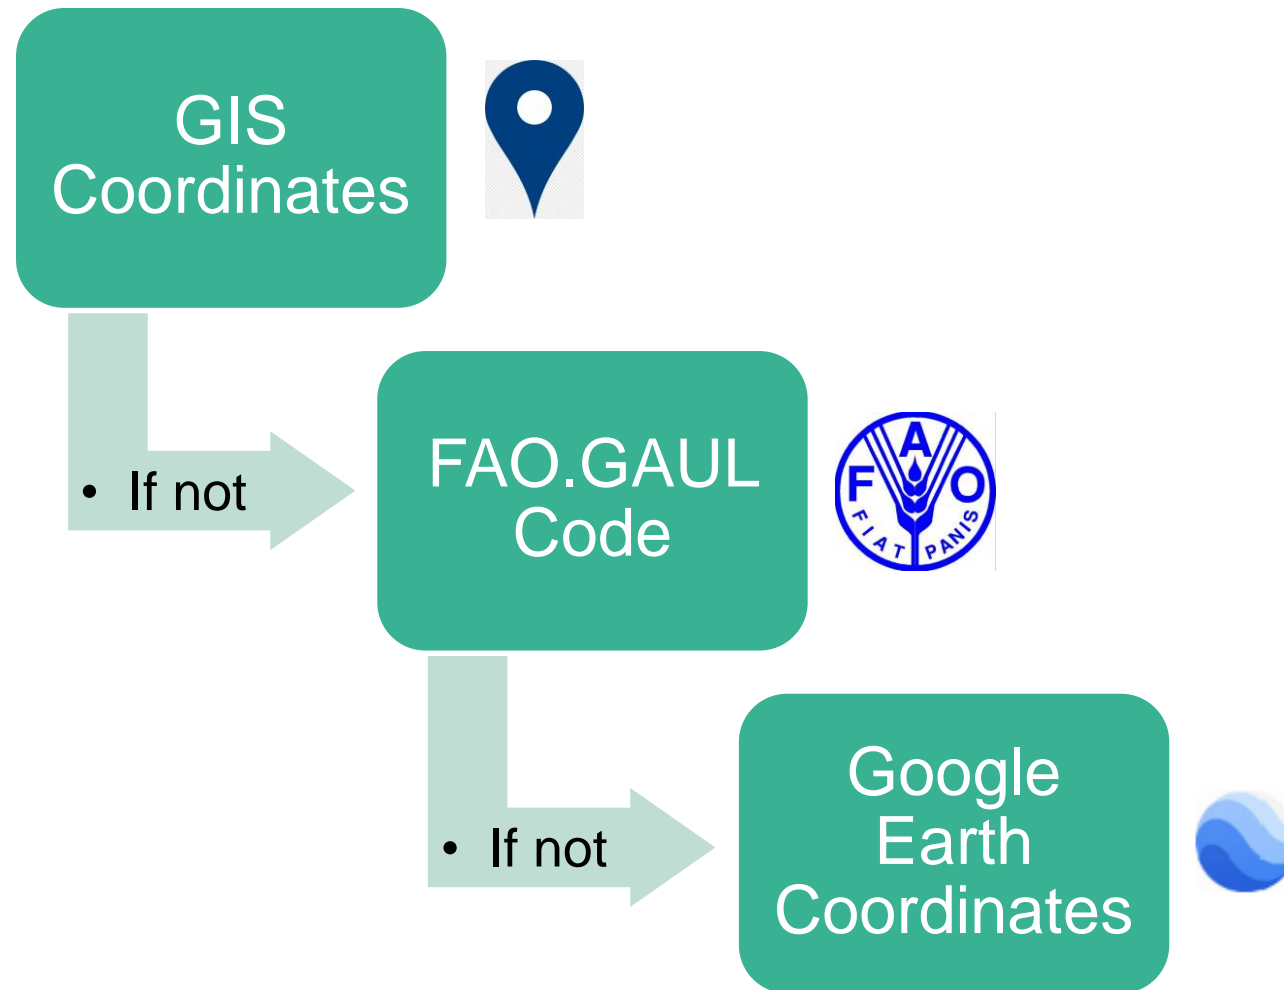 GIS
Coordinates
• If not
FAO.GAUL
Code
F A O
FIAT PANIS
• If not
Google
Earth
Coordinates